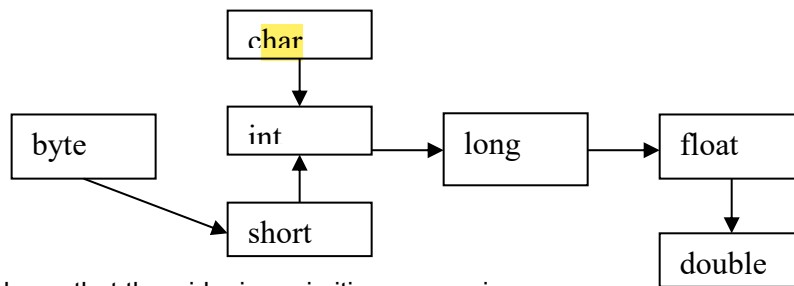 char
byte
int
long
float
short
double